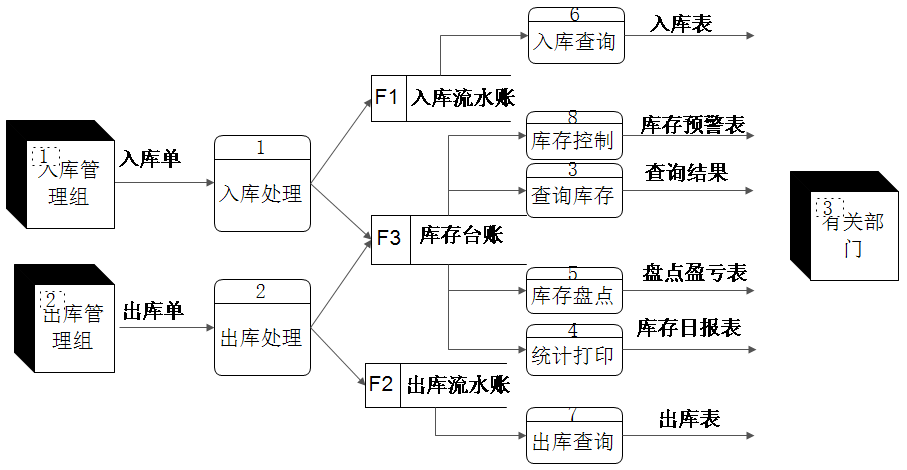 6
入库查询
入库表
F1
入库流水账
8
库存控制
库存预警表
1
入库管
理组
入库单
1
入库处理
3
查询库存
查询结果
3
有关部
门
F3
库存台账
2
出库管
理组
出库单
2
出库处理
5
库存盘点
盘点盈亏表
4
统计打印
库存日报表
F2
出库流水账
7
出库查询
出库表